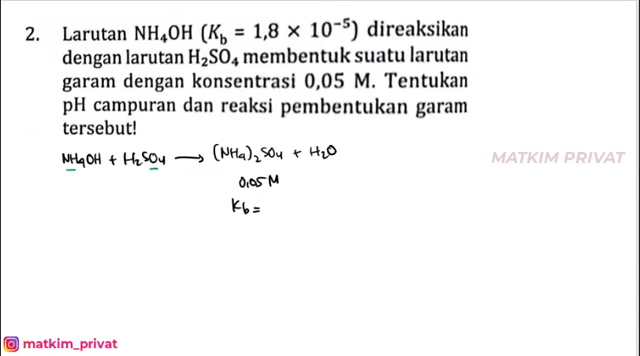 2. Larutan NH₄OH (K_b = 1,8 × 10⁻⁵) direaksikan
dengan larutan H₂SO₄ membentuk suatu larutan
garam dengan konsentrasi 0,05 M. Tentukan
pH campuran dan reaksi pembentukan garam
tersebut!
NH₄OH + H₂SO₄ → (NH₄)₂SO₄ + H₂O
MATKIM PRIVAT
0,05 M
Kb =
matkim_privat